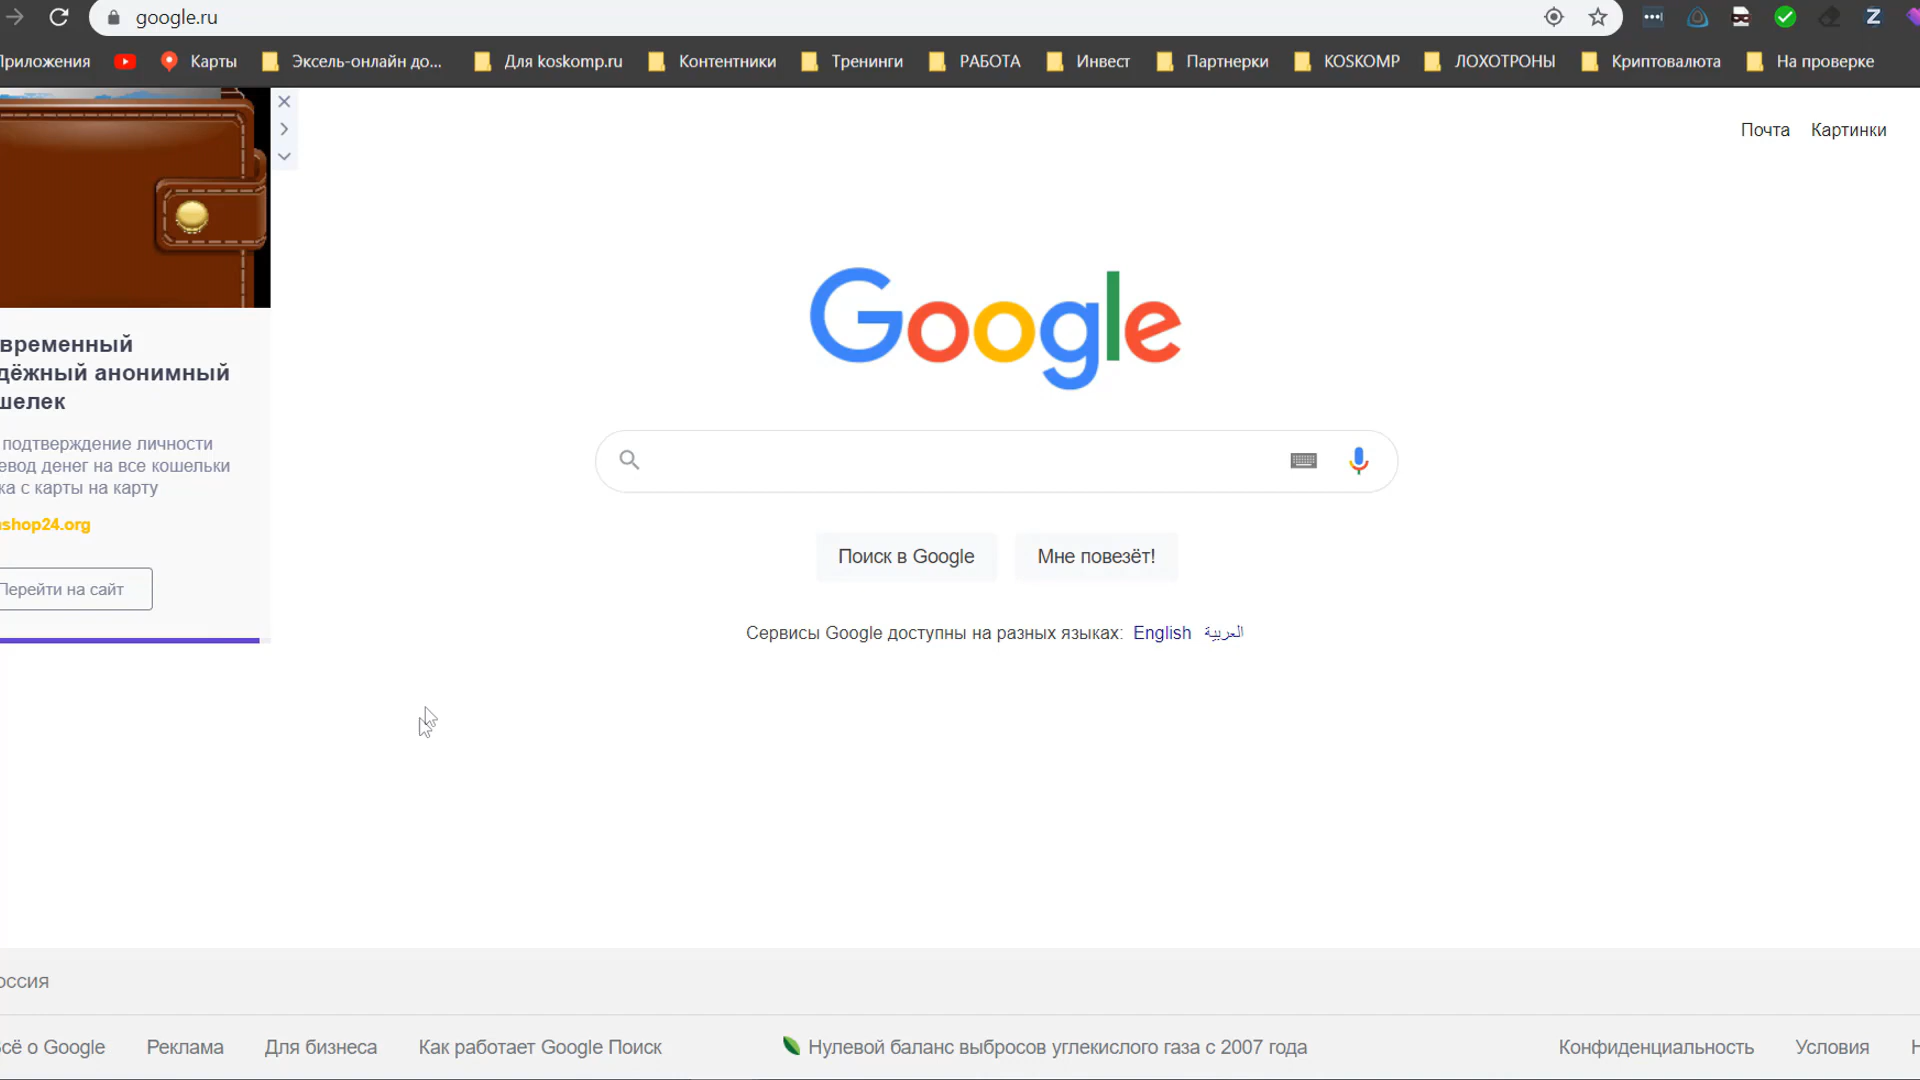 google.ru
Приложения
Карты
Эксель-онлайн до...
Для koskomp.ru
Контентники
Тренинги
РАБОТА
Инвест
Партнерки
KOSKOMP
ЛОХОТРОНЫ
Криптовалюта
На проверке
Почта Картинки
Google
временный
дёжный анонимный
шелек
подтверждение личности
евод денег на все кошельки
ка с карты на карту
shop24.org
Перейти на сайт
Поиск в Google
Мне повезёт!
Сервисы Google доступны на разных языках: English العربية
оссия
сё о Google
Реклама
Для бизнеса
Как работает Google Поиск
Нулевой баланс выбросов углекислого газа с 2007 года
Конфиденциальность
Условия